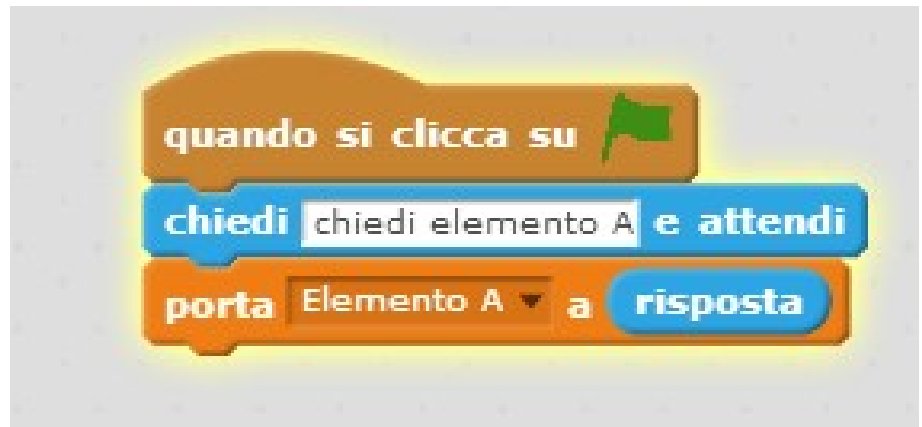 quando si clicca su
chiedi chiedi elemento A e attendi
porta Elemento A a risposta